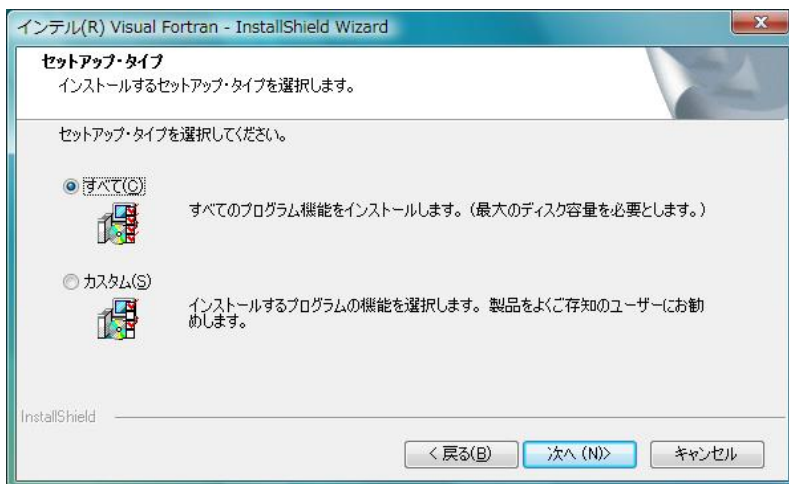 インテル(R) Visual Fortran - InstallShield Wizard
セットアップ・タイプ
インストールするセットアップ・タイプを選択します。
セットアップ・タイプを選択してください。
すべて(C)
すべてのプログラム機能をインストールします。(最大のディスク容量を必要とします。)
カスタム(S)
インストールするプログラムの機能を選択します。製品をよくご存知のユーザーにお勧
めします。
InstallShield
< 戻る(B)
次へ (N)>
キャンセル